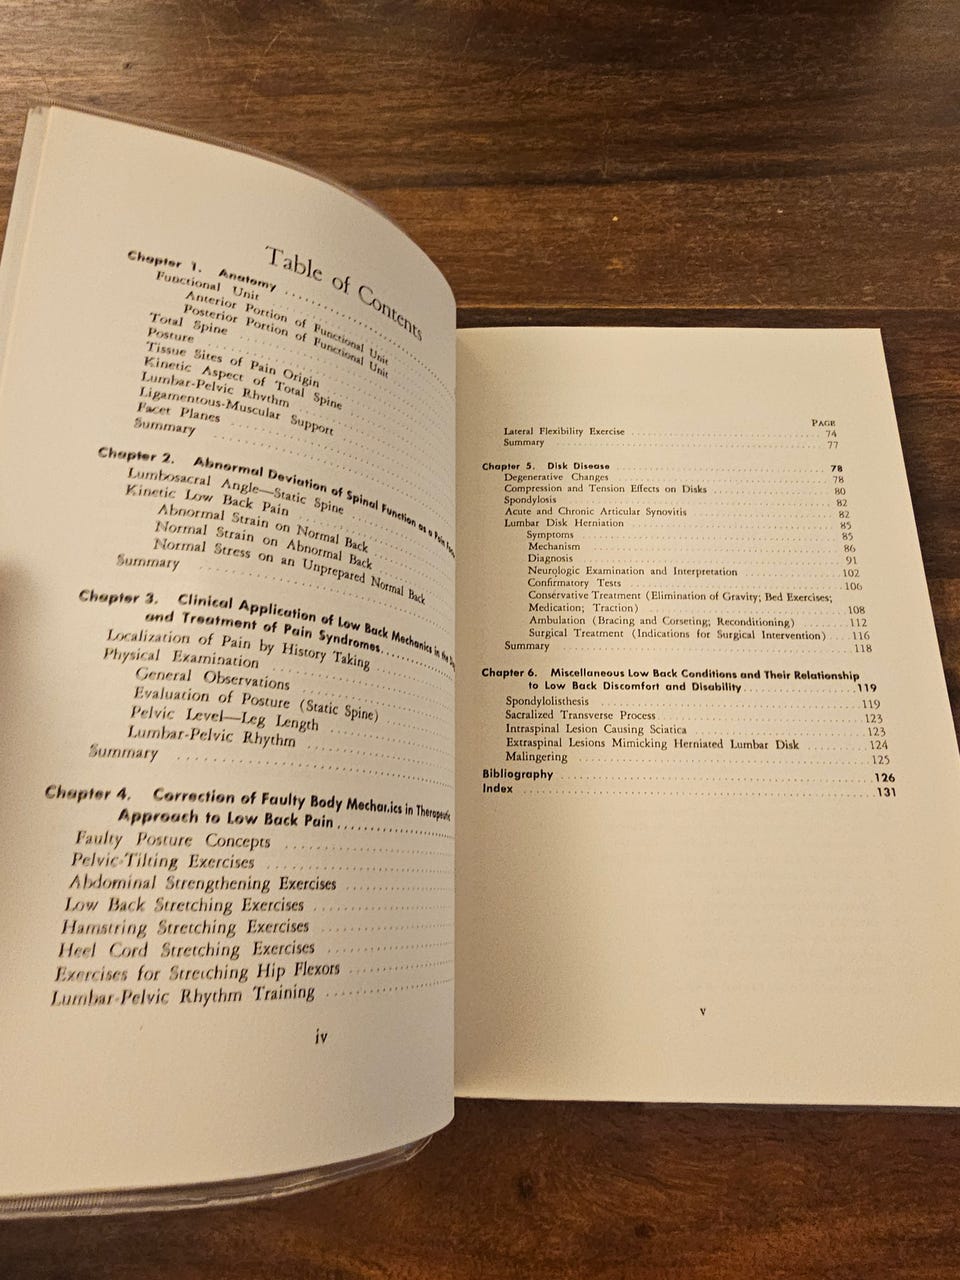 Table of Contents
Chapter 1. Anatomy
Functional Unit
Anterior Portion of Functional Unit
Posterior Portion of Functional Unit
Total Spine
Posture
Tissue Sites of Pain Origin
Kinetic Aspect of Total Spine
Lumbar-Pelvic Rhythm
Ligamentous-Muscular Support
Facet Planes
Summary
Chapter 2. Abnormal Deviation of Spinal Function as a Pain
Lumbosacral Angle—Static Spine
Kinetic Low Back Pain
Abnormal Strain on Normal Back
Normal Strain on Abnormal Back
Normal Stress on an Unprepared Normal Back
Summary
Chapter 3. Clinical Application of Low Back Mechanics in the
and Treatment of Pain Syndromes
Localization of Pain by History Taking
Physical Examination
General Observations
Evaluation of Posture (Static Spine)
Pelvic Level—Leg Length
Lumbar-Pelvic Rhythm
Summary
Chapter 4. Correction of Faulty Body Mechanics in Therapeutic
Approach to Low Back Pain
Faulty Posture Concepts
Pelvic-Tilting Exercises
Abdominal Strengthening Exercises
Low Back Stretching Exercises
Hamstring Stretching Exercises
Heel Cord Stretching Exercises
Exercises for Stretching Hip Flexors
Lumbar-Pelvic Rhythm Training
iv
PAGE
Lateral Flexibility Exercise 74
Summary 77
Chapter 5. Disk Disease 78
Degenerative Changes 78
Compression and Tension Effects on Disks 80
Spondylosis 82
Acute and Chronic Articular Synovitis 82
Lumbar Disk Herniation 85
Symptoms 85
Mechanism 86
Diagnosis 91
Neurologic Examination and Interpretation 102
Confirmatory Tests 106
Conservative Treatment (Elimination of Gravity; Bed Exercises;
Medication; Traction) 108
Ambulation (Bracing and Corseting; Reconditioning) 112
Surgical Treatment (Indications for Surgical Intervention) 116
Summary 118
Chapter 6. Miscellaneous Low Back Conditions and Their Relationship
to Low Back Discomfort and Disability 119
Spondylolisthesis 119
Sacralized Transverse Process 123
Intraspinal Lesion Causing Sciatica 123
Extraspinal Lesions Mimicking Herniated Lumbar Disk 124
Malingering 125
Bibliography 126
Index 131
v